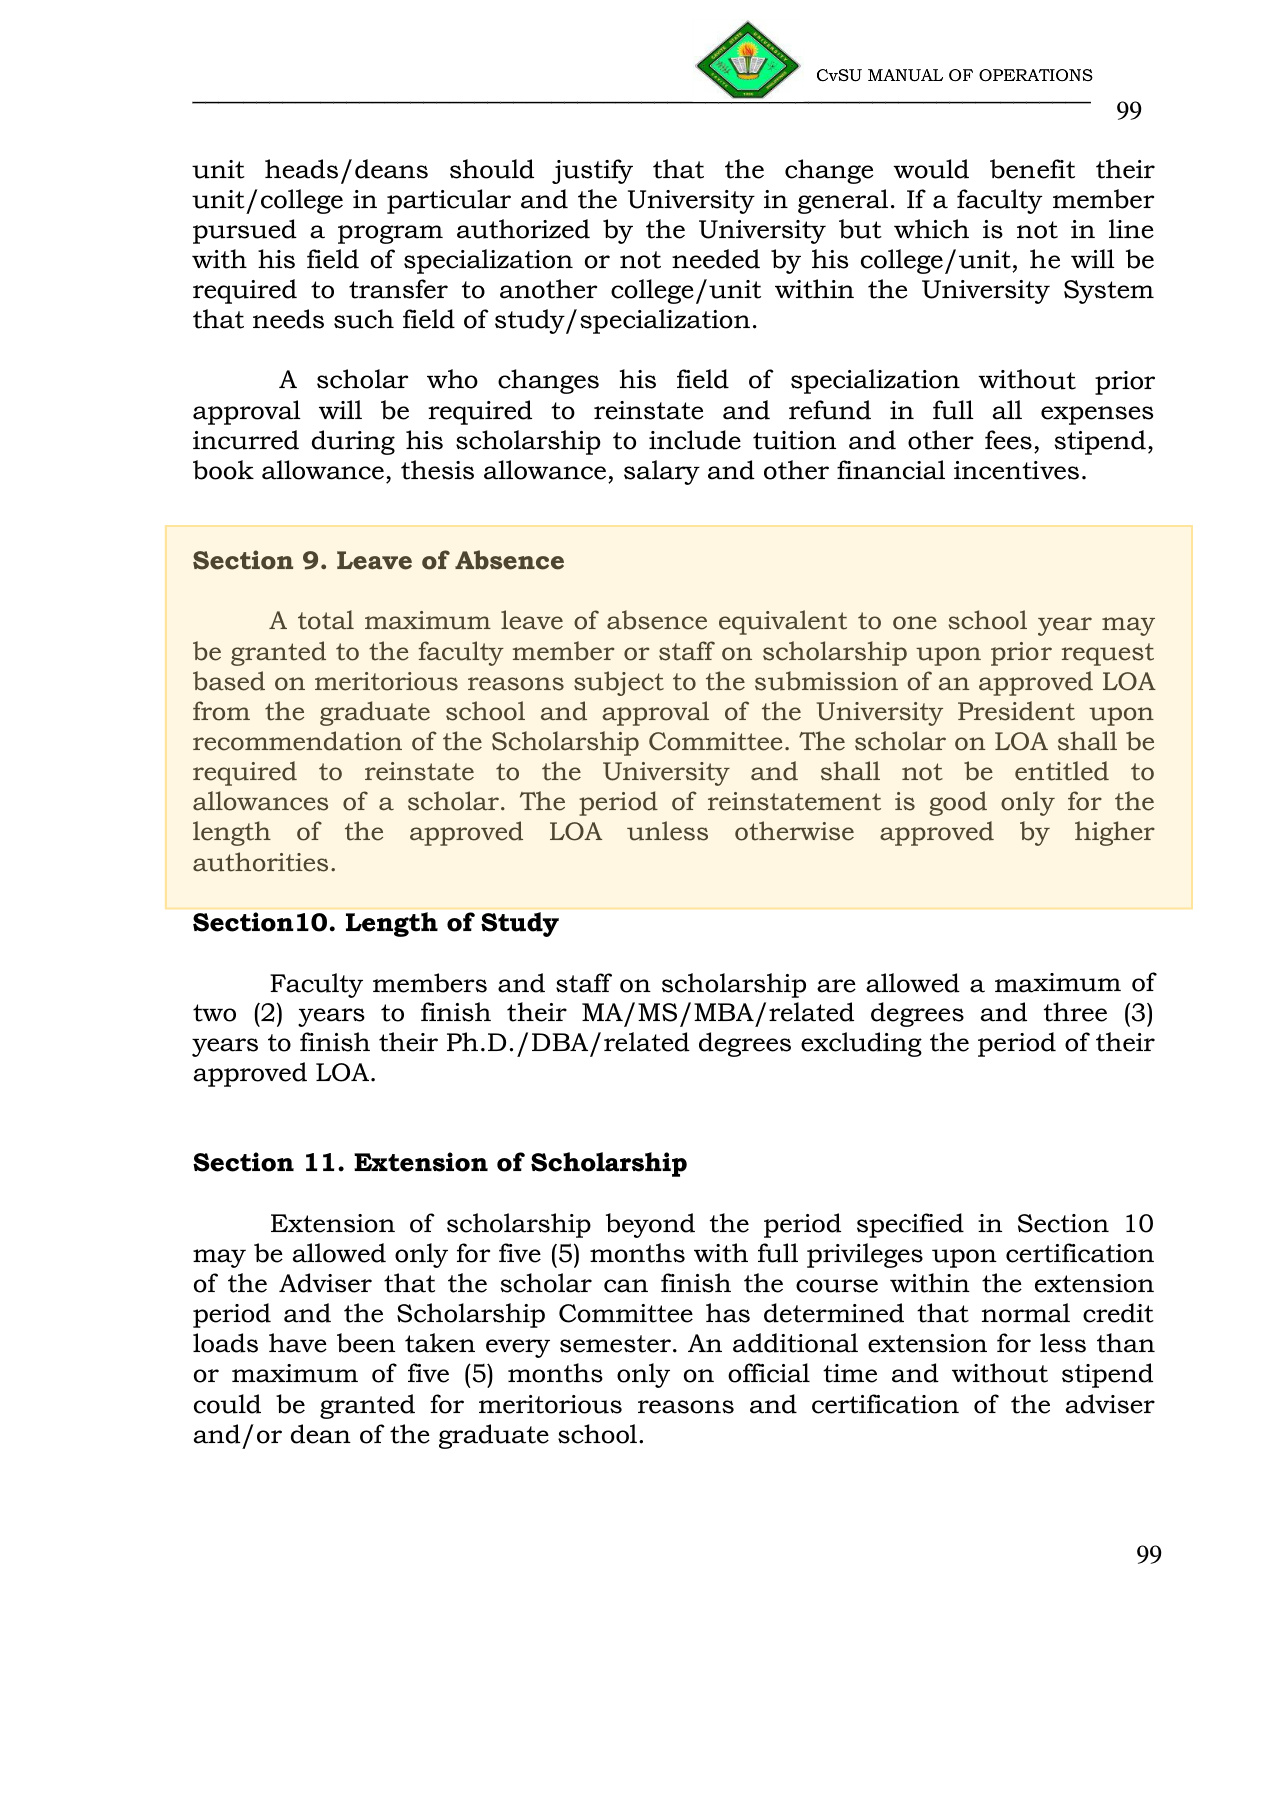 CvSU MANUAL OF OPERATIONS
99
unit heads/deans should justify that the change would benefit their
unit/college in particular and the University in general. If a faculty member
pursued a program authorized by the University but which is not in line
with his field of specialization or not needed by his college/unit, he will be
required to transfer to another college/unit within the University System
that needs such field of study/specialization.
A scholar who changes his field of specialization without prior
approval will be required to reinstate and refund in full all expenses
incurred during his scholarship to include tuition and other fees, stipend,
book allowance, thesis allowance, salary and other financial incentives.
Section 9. Leave of Absence
A total maximum leave of absence equivalent to one school year may
be granted to the faculty member or staff on scholarship upon prior request
based on meritorious reasons subject to the submission of an approved LOA
from the graduate school and approval of the University President upon
recommendation of the Scholarship Committee. The scholar on LOA shall be
required to reinstate to the University and shall not be entitled to
allowances of a scholar. The period of reinstatement is good only for the
length of the approved LOA unless otherwise approved by higher
authorities.
Section10. Length of Study
Faculty members and staff on scholarship are allowed a maximum of
two (2) years to finish their MA/MS/MBA/related degrees and three (3)
years to finish their Ph.D./DBA/related degrees excluding the period of their
approved LOA.
Section 11. Extension of Scholarship
Extension of scholarship beyond the period specified in Section 10
may be allowed only for five (5) months with full privileges upon certification
of the Adviser that the scholar can finish the course within the extension
period and the Scholarship Committee has determined that normal credit
loads have been taken every semester. An additional extension for less than
or maximum of five (5) months only on official time and without stipend
could be granted for meritorious reasons and certification of the adviser
and/or dean of the graduate school.
99